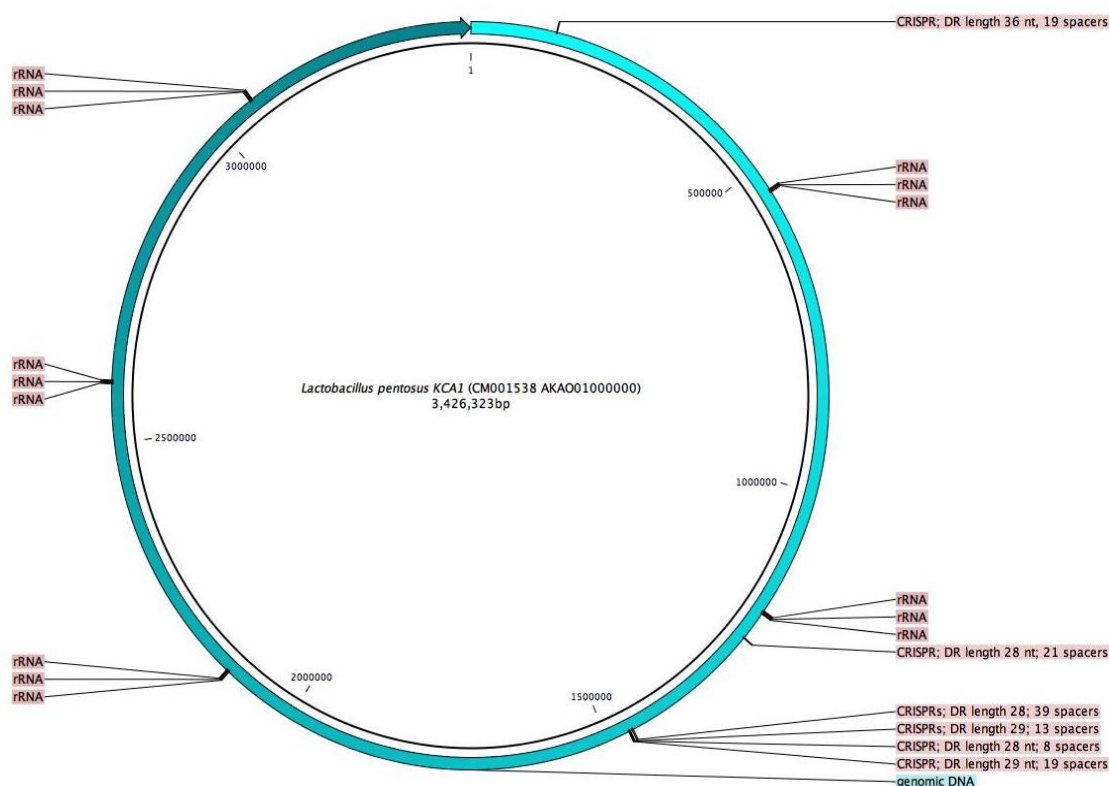 CRISPR; DR length 36 nt, 19 spacers
1
rRNA
rRNA
rRNA
3000000
rRNA
rRNA
rRNA
500000
rRNA
rRNA
rRNA
Lactobacillus pentosus KCA1 (CM001538 AKAO01000000)
3,426,323bp
2500000
1000000
rRNA
rRNA
rRNA
CRISPR; DR length 28 nt; 21 spacers
rRNA
rRNA
rRNA
2000000
1500000
CRISPRs; DR length 28; 39 spacers
CRISPRs; DR length 29; 13 spacers
CRISPR; DR length 28 nt; 8 spacers
CRISPR; DR length 29 nt; 19 spacers
genomic DNA